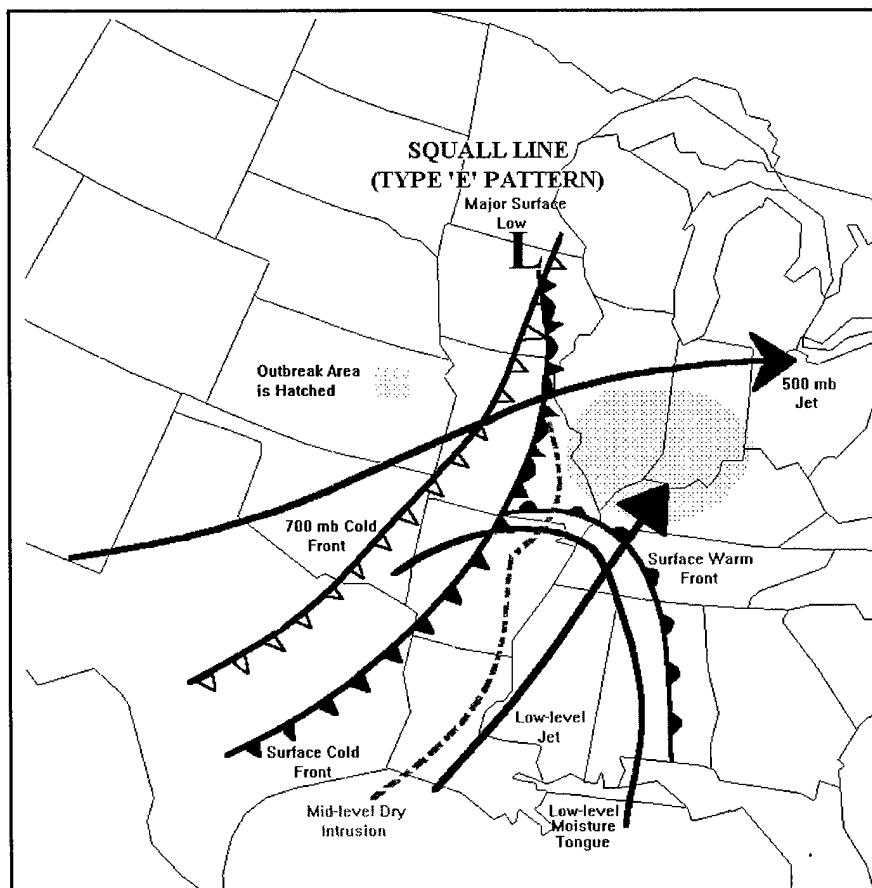 SQUALL LINE
(TYPE 'E' PATTERN)
Major Surface
Low
L
Outbreak Area
is Hatched
500 mb
Jet
700 mb Cold
Front
Surface Warm
Front
Low-level
Jet
Surface Cold
Front
Mid-level Dry
Intrusion
Low-level
Moisture
Tongue